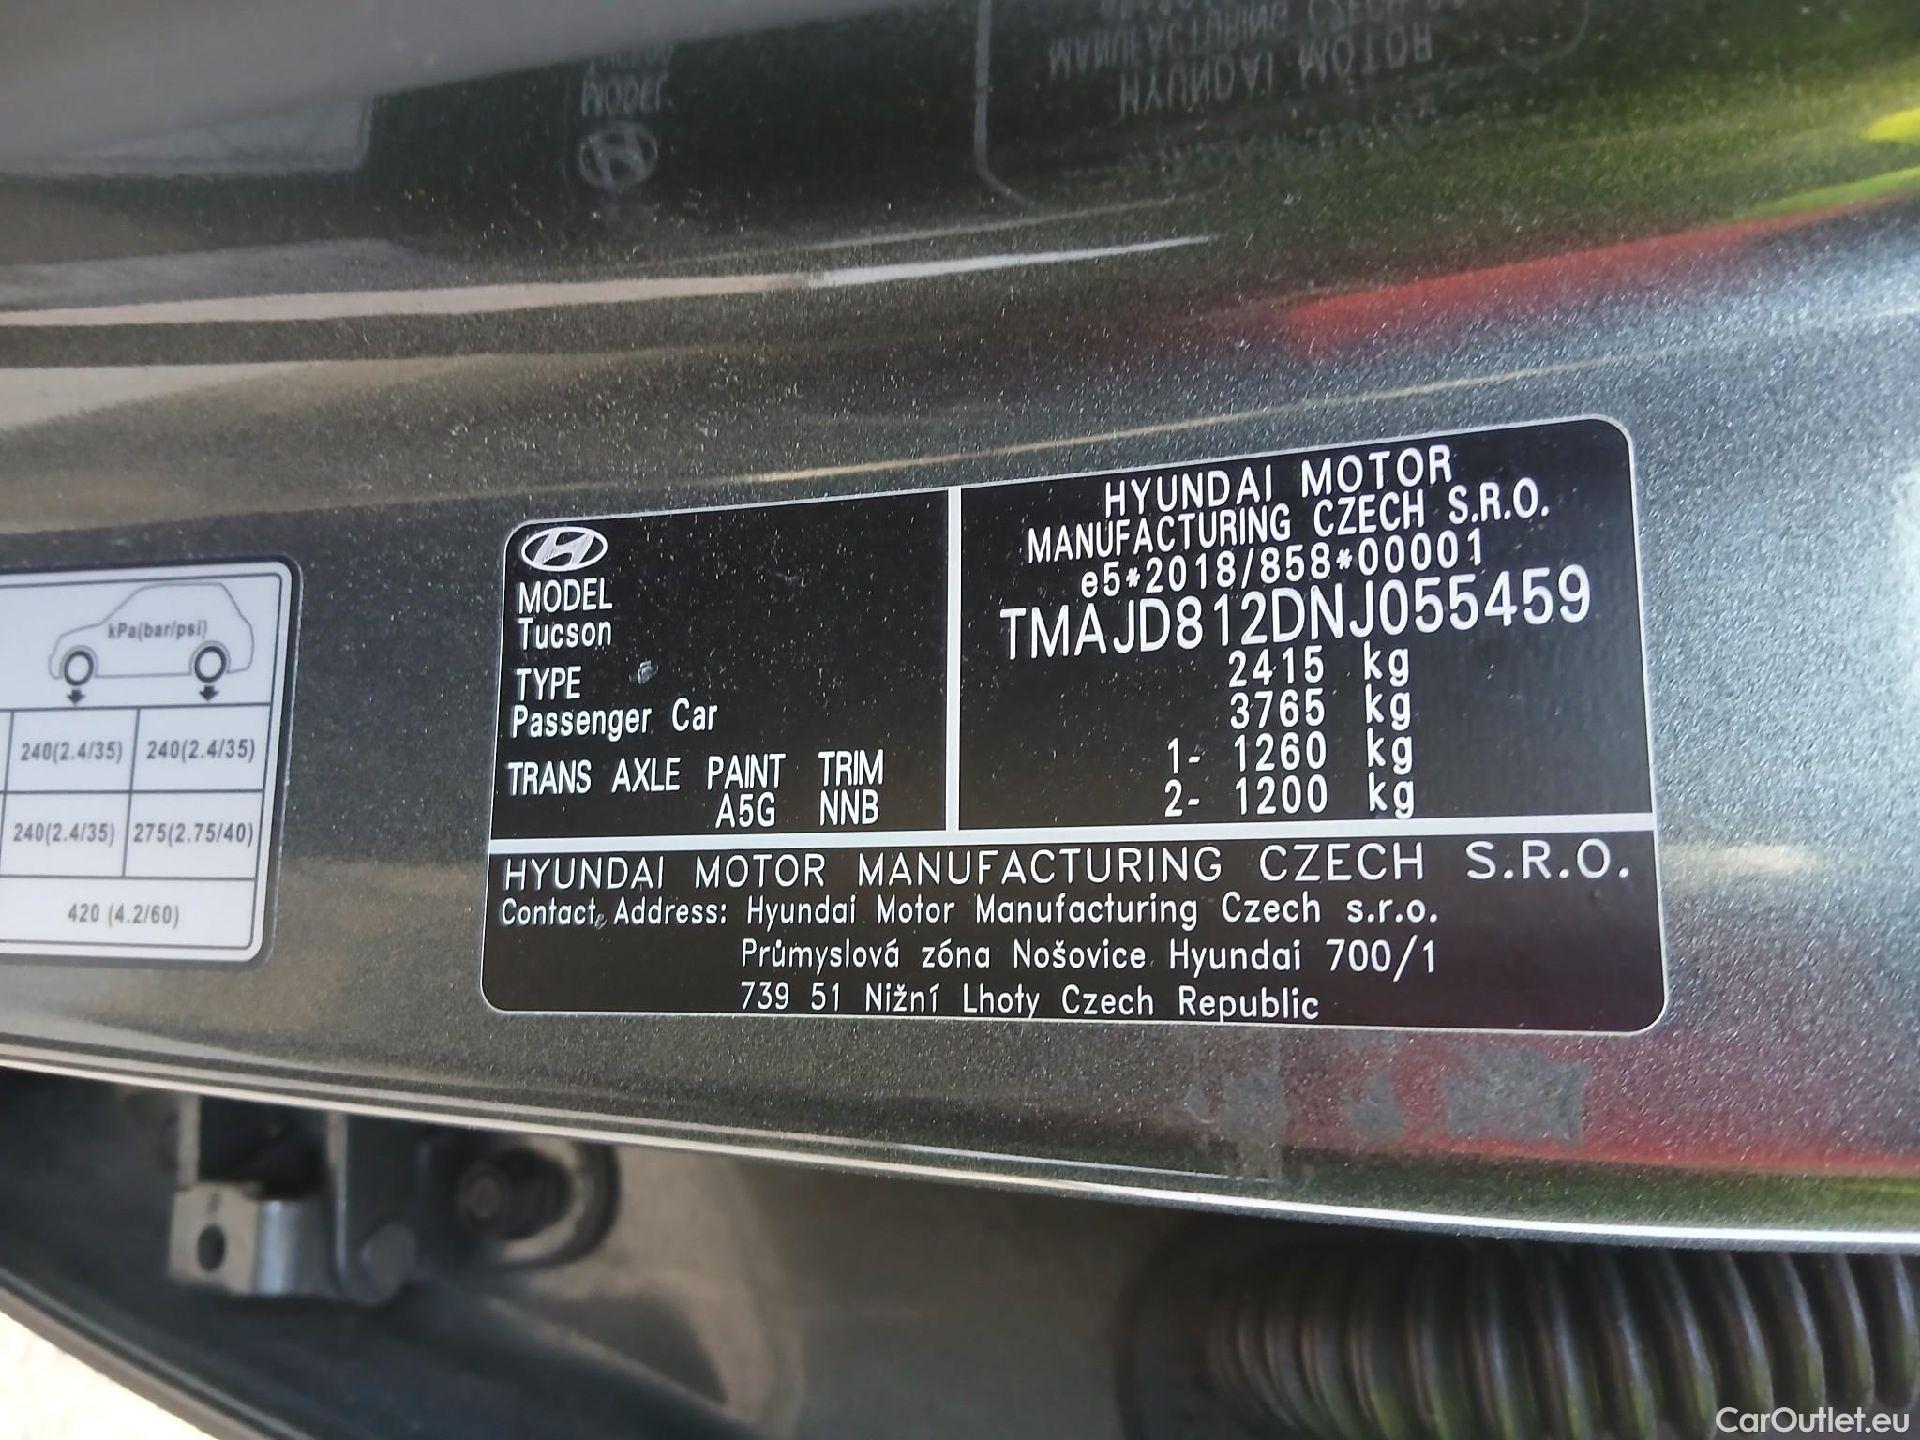 kPa(bar/psi)
240(2.4/35) 240(2.4/35)
240(2.4/35) 275(2.75/40)
420 (4.2/60)
MODEL
Tucson
TYPE
Passenger Car
TRANS AXLE PAINT TRIM
A5G NNB
HYUNDAI MOTOR
MANUFACTURING CZECH S.R.O.
e5*2018/858*00001
TMAJD812DNJ055459
2415 kg
3765 kg
1- 1260 kg
2- 1200 kg
HYUNDAI MOTOR MANUFACTURING CZECH S.R.O.
Contact Address: Hyundai Motor Manufacturing Czech s.r.o.
Průmyslová zóna Nošovice Hyundai 700/1
739 51 Nižní Lhoty Czech Republic
CarOutlet.eu